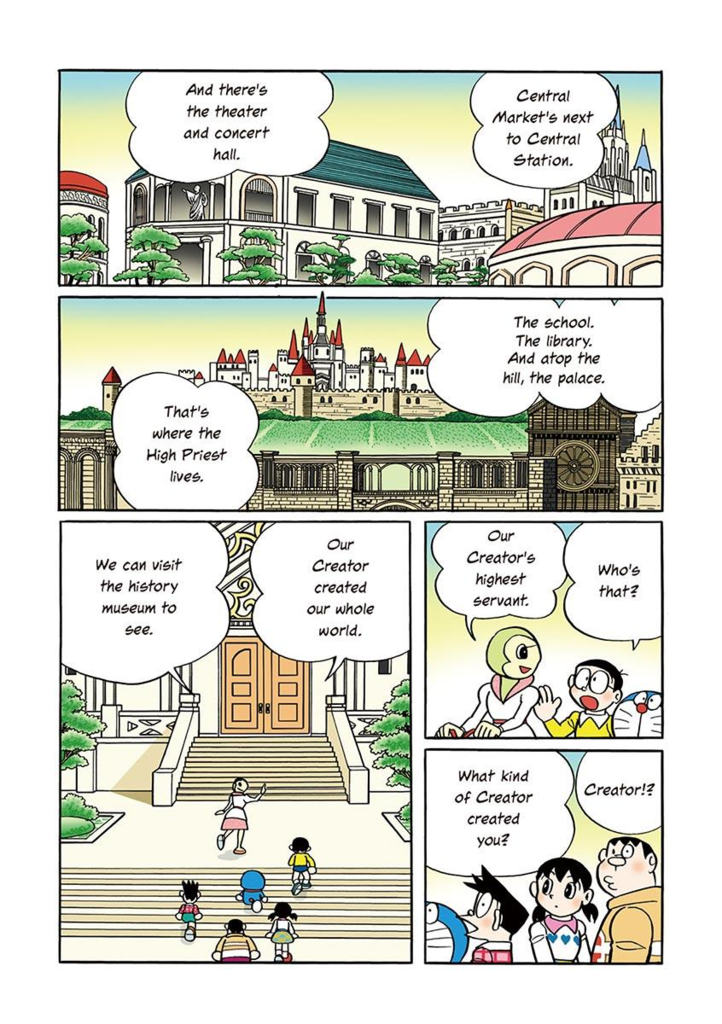 Central
Market's next
to Central
Station.
And there's
the theater
and concert
hall.
The school.
The library.
And atop the
hill, the palace.
That's
where the
High Priest
lives.
Who's
that?
Our
Creator's
highest
servant.
Creator!?
What kind
of Creator
created
you?
Our
Creator
created
our whole
world.
We can visit
the history
museum to
see.